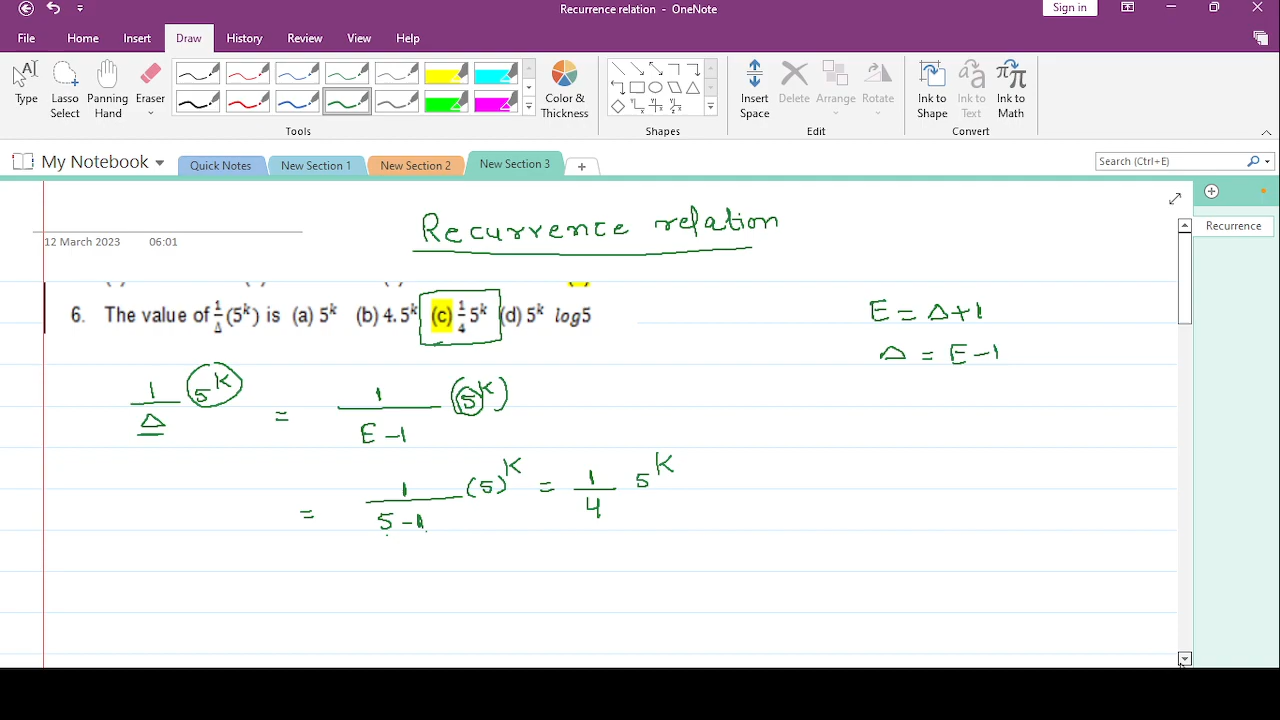 Recurrence relation - OneNote
Sign in
File Home Insert Draw History Review View Help
Type
Lasso Select
Panning Hand
Eraser
Color & Thickness
Insert Space
Delete
Arrange
Rotate
Ink to Shape
Ink to Text
Ink to Math
Tools
Shapes
Edit
Convert
My Notebook
Quick Notes
New Section 1
New Section 2
New Section 3
Search (Ctrl+E)
Recurrence
Recurrence relation
12 March 2023 06:01
6. The value of 1/Δ (5^k) is (a) 5^k (b) 4.5^k (c) 1/4 5^k (d) 5^k log5
E = Δ+1
Δ = E-1
1/Δ 5^k = 1/(E-1) (5^k)
= 1/(5-1) (5)^k = 1/4 5^k